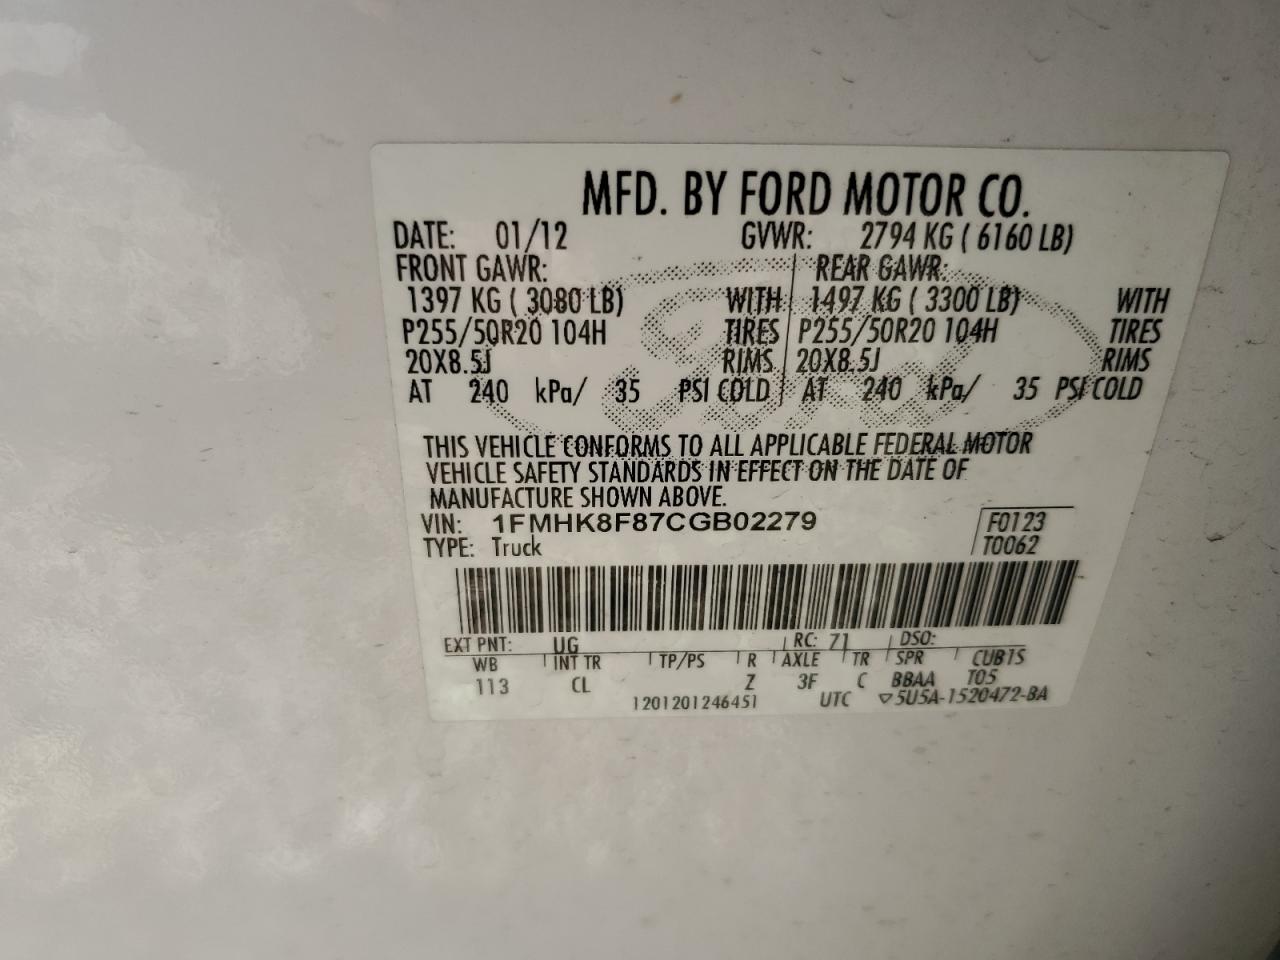 MFD. BY FORD MOTOR CO.
DATE: 01/12 GVWR: 2794 KG ( 6160 LB)
FRONT GAWR: REAR GAWR:
1397 KG ( 3080 LB) WITH 1497 KG ( 3300 LB) WITH
P255/50R20 104H TIRES P255/50R20 104H TIRES
20X8.5J RIMS 20X8.5J RIMS
AT 240 kPa/ 35 PSI COLD AT 240 kPa/ 35 PSI COLD
Ford
THIS VEHICLE CONFORMS TO ALL APPLICABLE FEDERAL MOTOR
VEHICLE SAFETY STANDARDS IN EFFECT ON THE DATE OF
MANUFACTURE SHOWN ABOVE.
VIN: 1FMHK8F87CGB02279 F0123
TYPE: Truck T0062
EXT PNT: UG RC: 71 DSO:
WB INT TR TP/PS R AXLE TR SPR CUB1S
113 CL Z 3F C BBAA T05
1201201246451 UTC ▽5U5A-1520472-BA